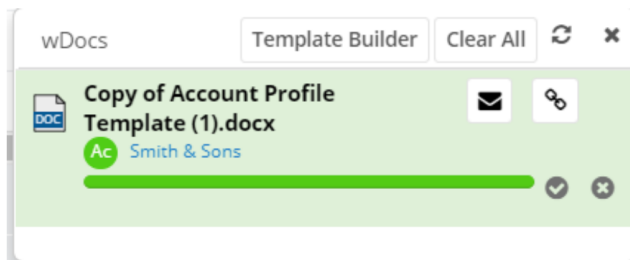 wDocs Template Builder Clear All
Copy of Account Profile
Template (1).docx
DOC
Ac Smith & Sons